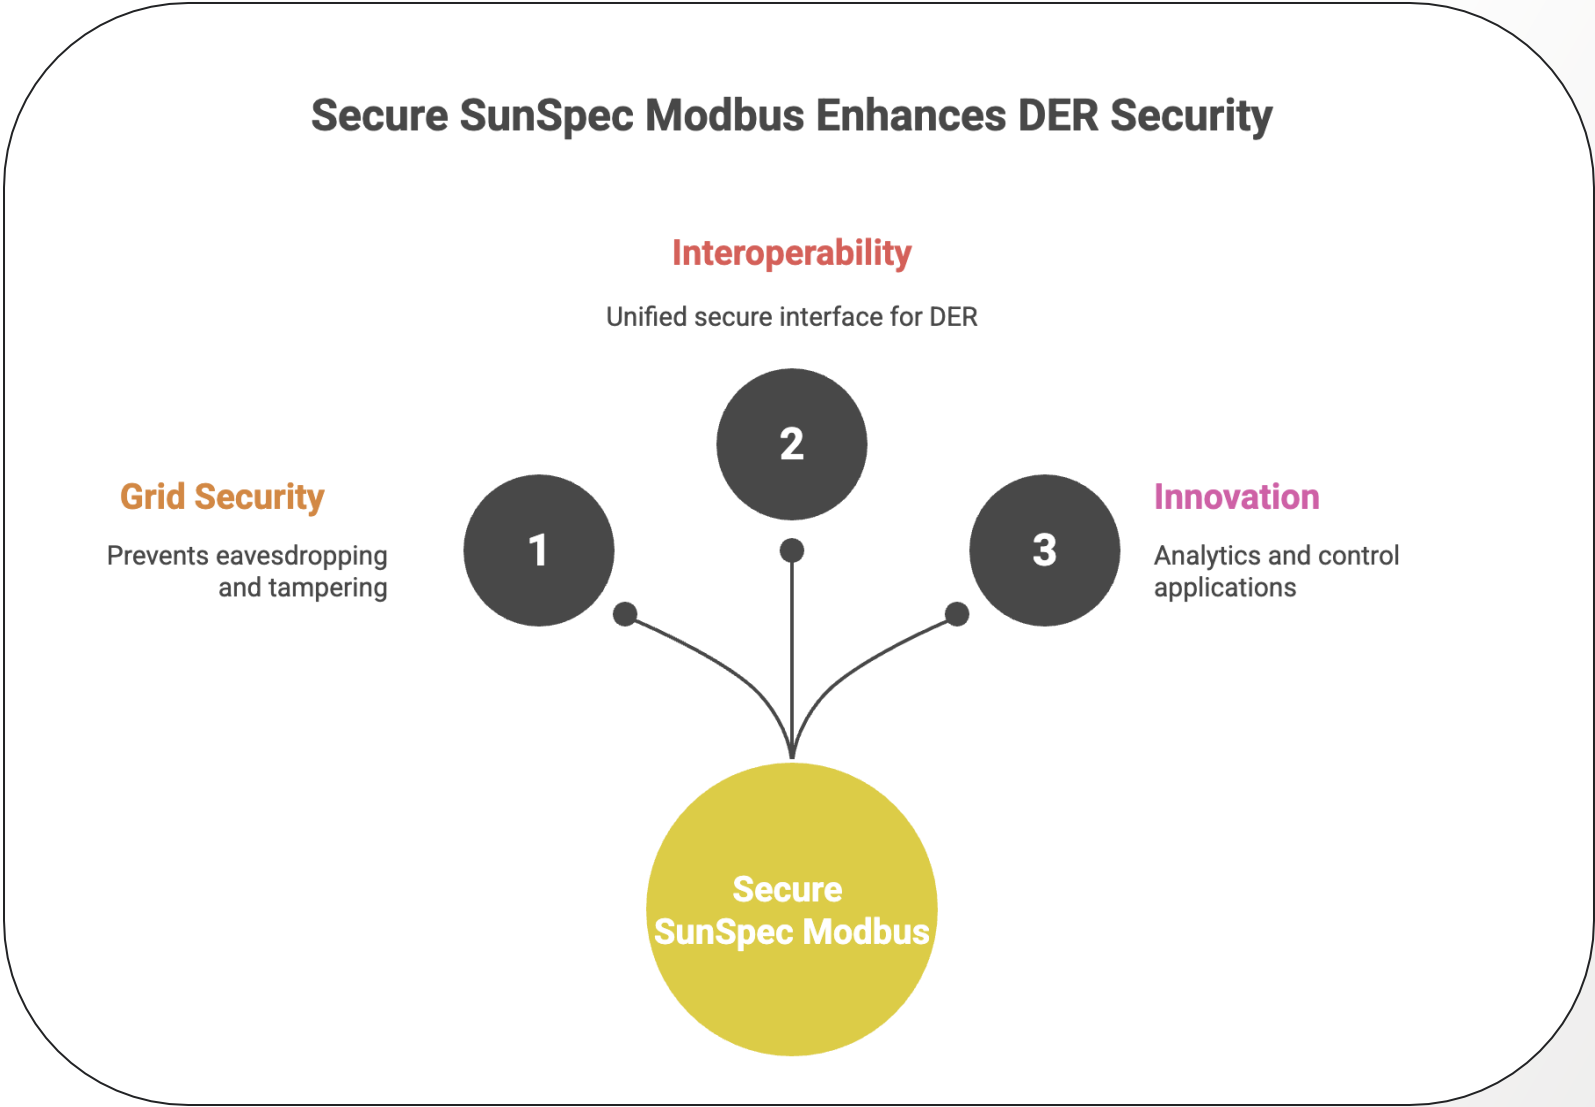 Secure SunSpec Modbus Enhances DER Security
Interoperability
Unified secure interface for DER
2
Grid Security
Prevents eavesdropping
and tampering
1
3
Innovation
Analytics and control
applications
Secure
SunSpec Modbus